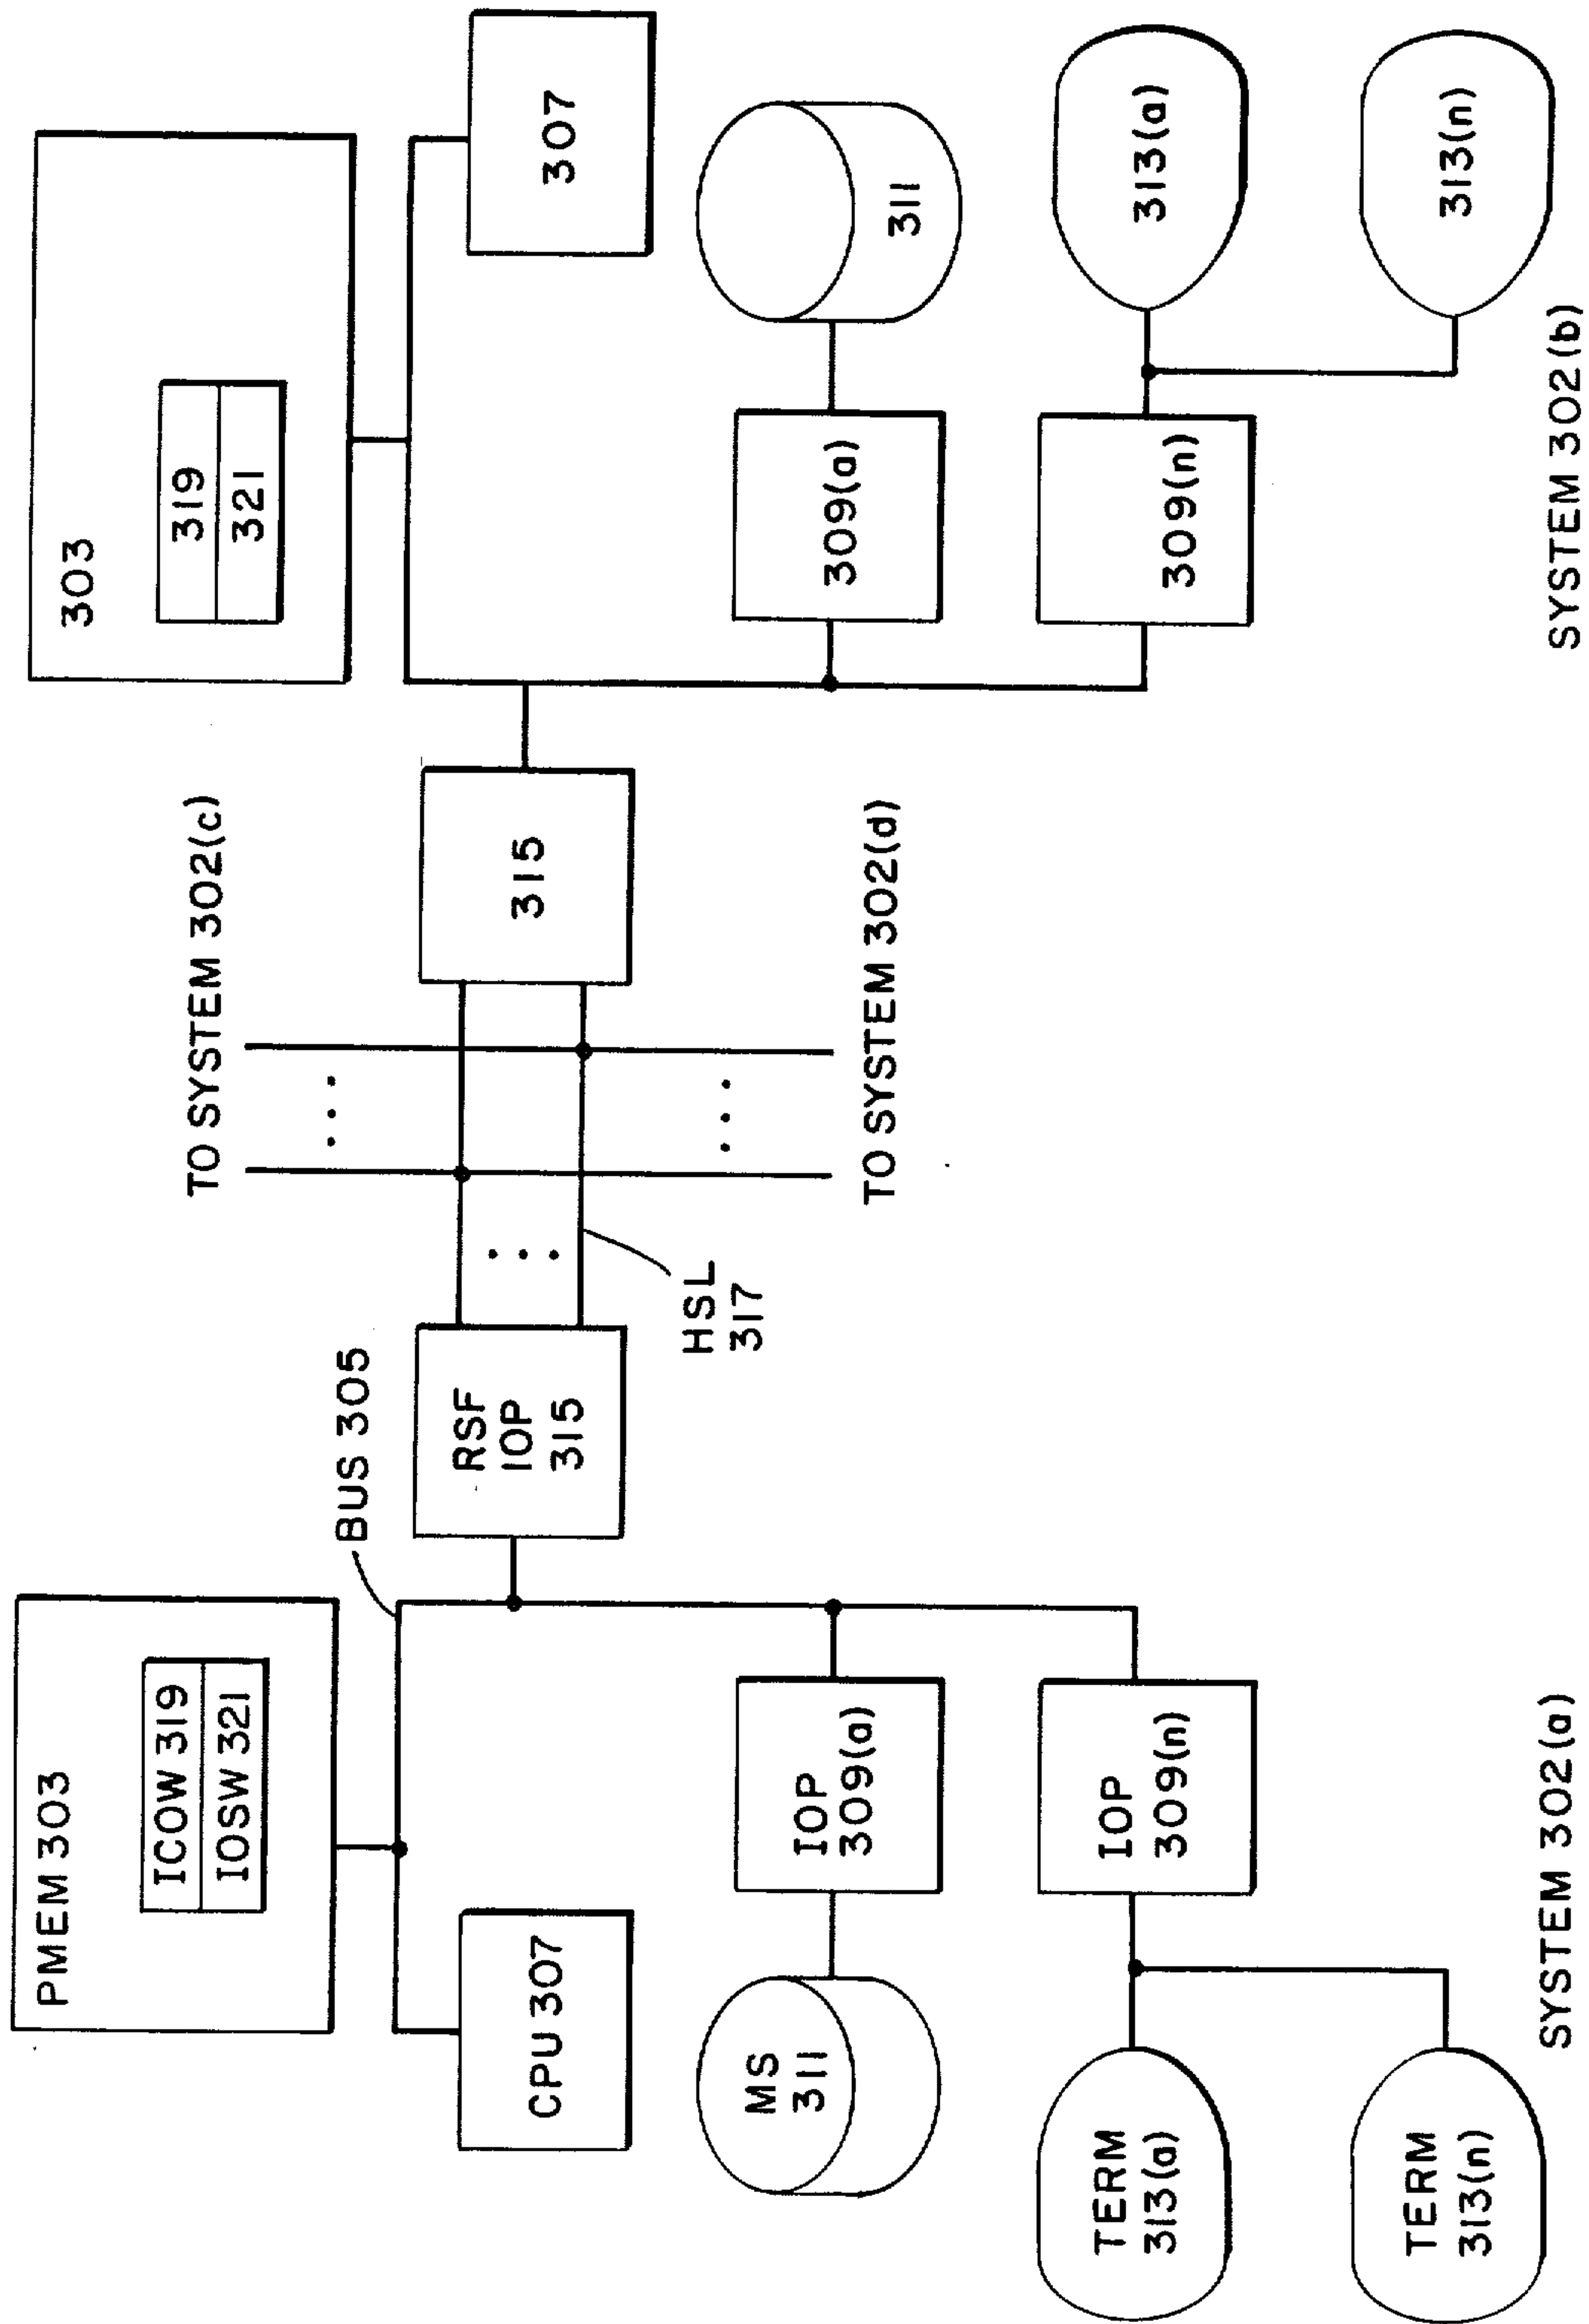 PMEM 303
ICOW 319
IOSW 321
CPU 307
BUS 305
MS
311
IOP
309(a)
TERM
313(a)
IOP
309(n)
TERM
313(n)
SYSTEM 302(a)
RSF
IOP
315
HSL
317
TO SYSTEM 302(c)
...
...
...
TO SYSTEM 302(d)
315
303
319
321
307
309(a)
311
309(n)
313(a)
313(n)
SYSTEM 302(b)